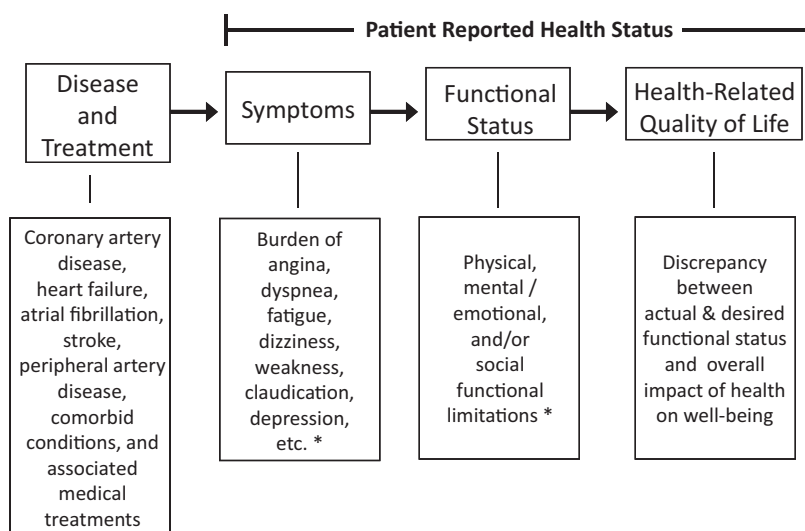 Patient Reported Health Status
Disease
and
Treatment
Symptoms
Functional
Status
Health-Related
Quality of Life
Coronary artery
disease,
heart failure,
atrial fibrillation,
stroke,
peripheral artery
disease,
comorbid
conditions, and
associated
medical
treatments
Burden of
angina,
dyspnea,
fatigue,
dizziness,
weakness,
claudication,
depression,
etc. *
Physical,
mental /
emotional,
and/or
social
functional
limitations *
Discrepancy
between
actual & desired
functional status
and overall
impact of health
on well-being